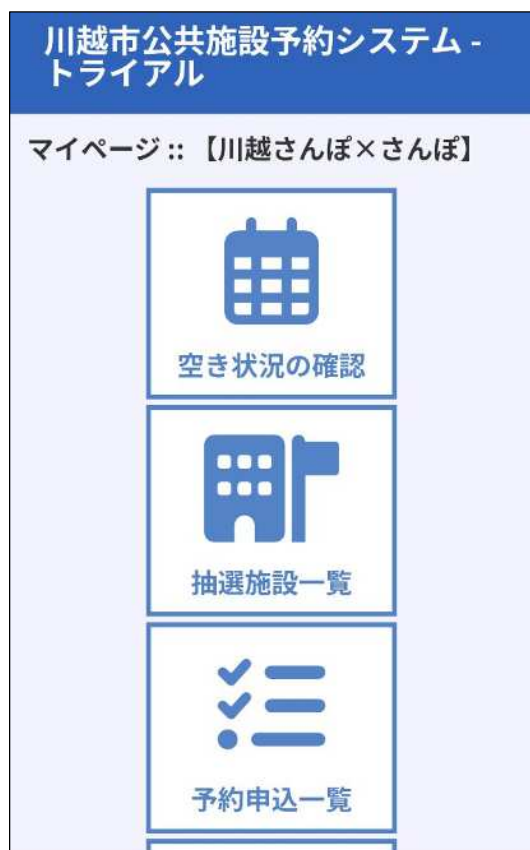 川越市公共施設予約システム -
トライアル
マイページ :: 【川越さんぽ×さんぽ】
空き状況の確認
抽選施設一覧
予約申込一覧